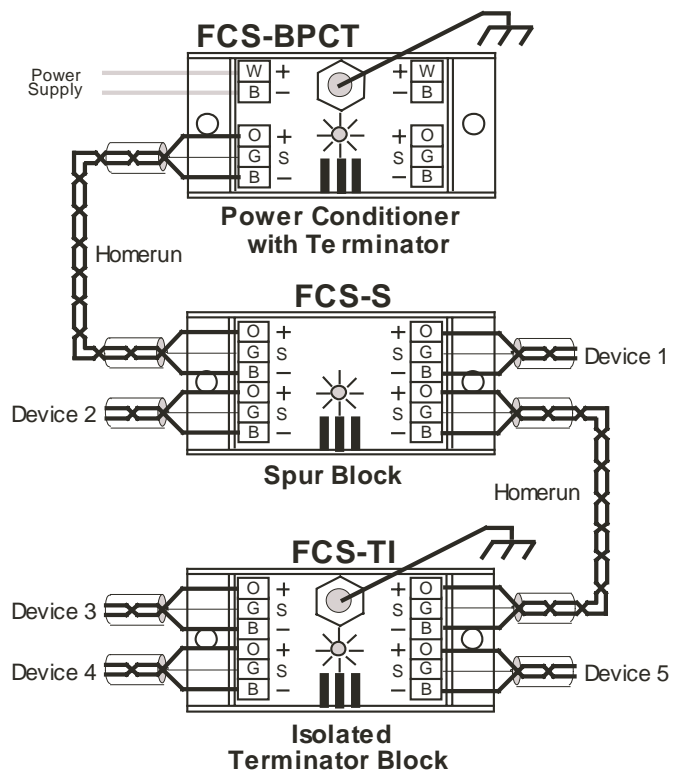 FCS-BPCT
Power
Supply
W + + W
B − − B
O + + O
G S S G
B − − B
Power Conditioner
with Terminator
Homerun
FCS-S
O + + O
G S S G Device 1
B − − B
O + + O
Device 2 G S S G
B − − B
Spur Block
Homerun
FCS-TI
O + + O
Device 3 G S S G
B − − B
O + + O
Device 4 G S S G Device 5
B − − B
Isolated
Terminator Block